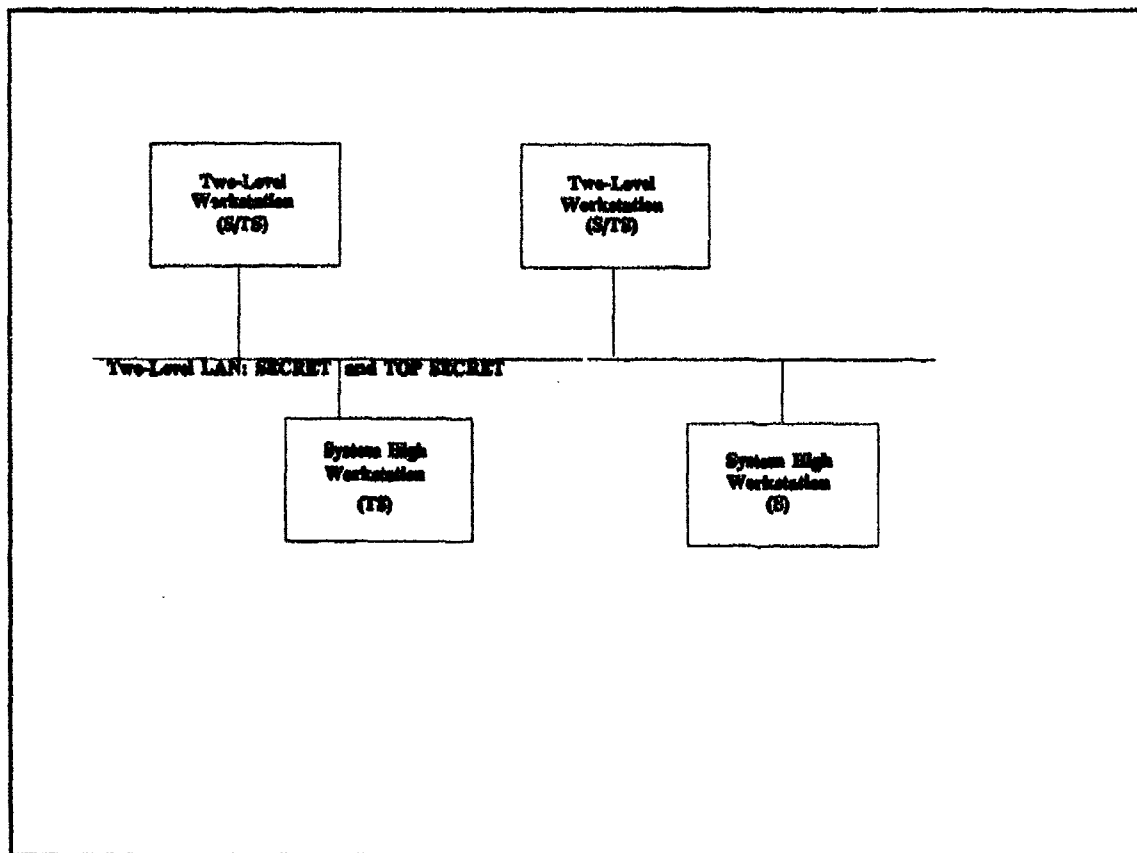 Two-Level
Workstation
(S/TS)
Two-Level
Workstation
(S/TS)
Two-Level LAN: SECRET and TOP SECRET
System High
Workstation
(TS)
System High
Workstation
(S)